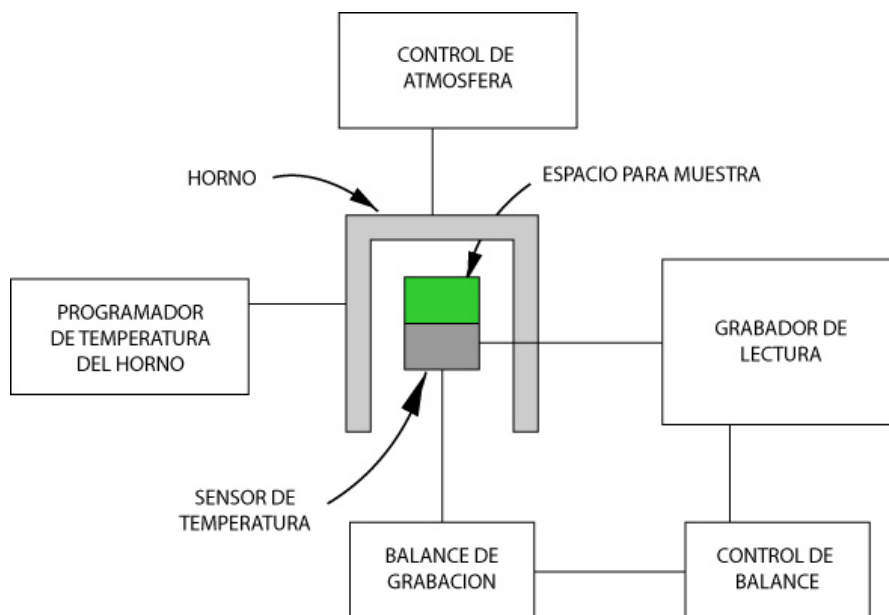 CONTROL DE
ATMOSFERA
HORNO
ESPACIO PARA MUESTRA
PROGRAMADOR
DE TEMPERATURA
DEL HORNO
GRABADOR DE
LECTURA
SENSOR DE
TEMPERATURA
BALANCE DE
GRABACION
CONTROL DE
BALANCE